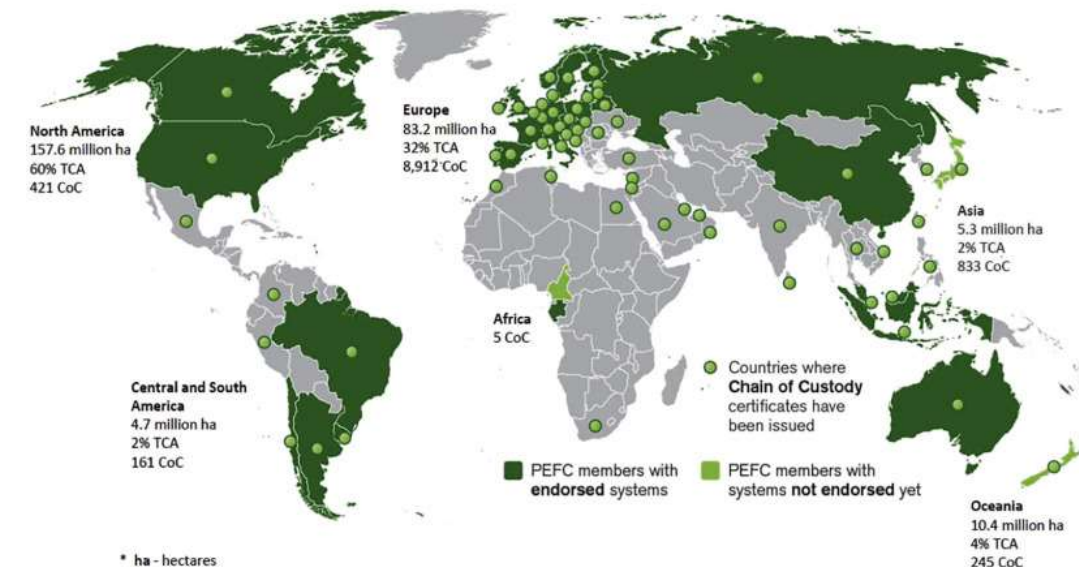 North America
157.6 million ha
60% TCA
421 CoC
Europe
83.2 million ha
32% TCA
8,912 CoC
Asia
5.3 million ha
2% TCA
833 CoC
Africa
5 CoC
Central and South
America
4.7 million ha
2% TCA
161 CoC
Countries where
Chain of Custody
certificates have
been issued
PEFC members with
endorsed systems
PEFC members with
systems not endorsed yet
Oceania
10.4 million ha
4% TCA
245 CoC
* ha - hectares